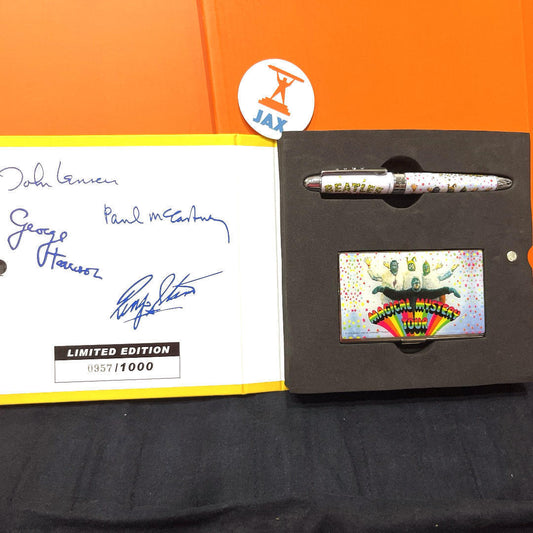 JAX
John Lennon
George
Harrison
Paul McCartney
Ringo Starr
LIMITED EDITION
0357/1000
BEATLES
MAGICAL MYSTERY
TOUR